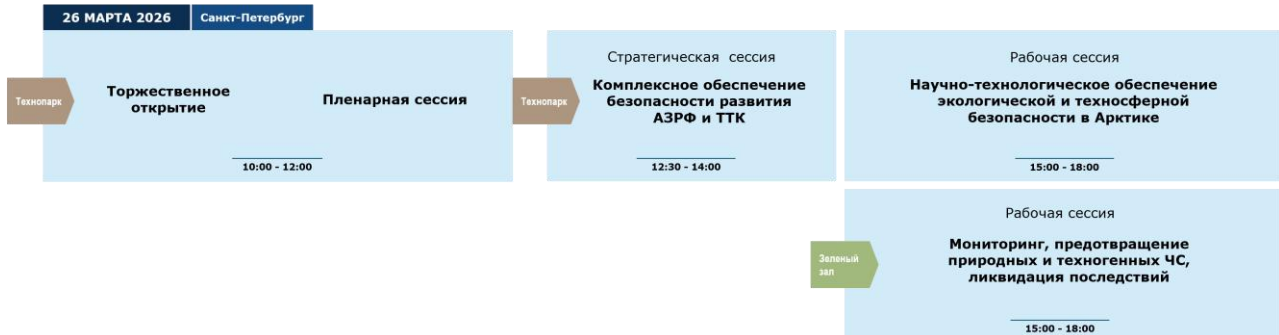 26 МАРТА 2026
Санкт-Петербург
Технопарк
Торжественное
открытие
Пленарная сессия
10:00 - 12:00
Технопарк
Стратегическая сессия
Комплексное обеспечение
безопасности развития
АЗРФ и ТТК
12:30 - 14:00
Рабочая сессия
Научно-технологическое обеспечение
экологической и техносферной
безопасности в Арктике
15:00 - 18:00
Зеленый
зал
Рабочая сессия
Мониторинг, предотвращение
природных и техногенных ЧС,
ликвидация последствий
15:00 - 18:00